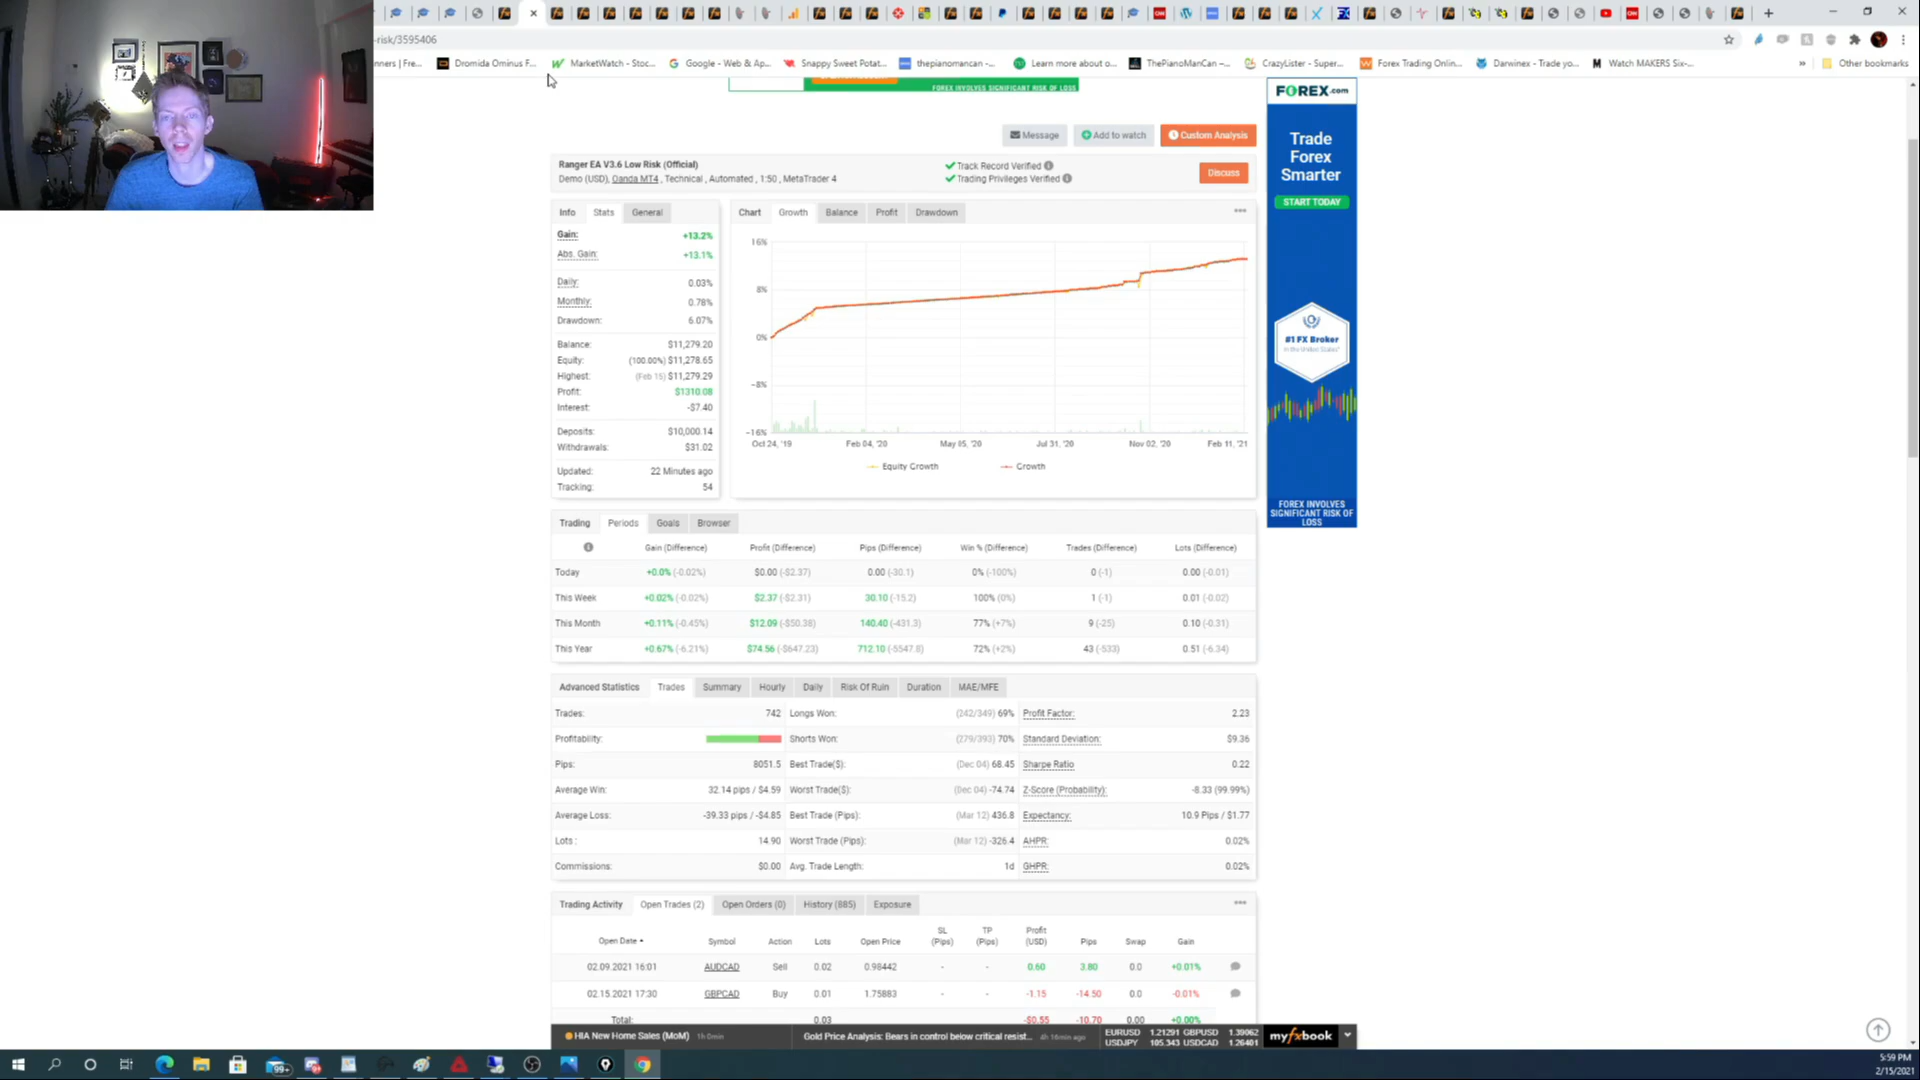 -risk/3595406
nners | Fre...
Dromida Ominus F...
MarketWatch - Stoc...
Google - Web & Ap...
Snappy Sweet Potat...
thepianomancan -...
Learn more about o...
ThePianoManCan –...
CrazyLister - Super...
Forex Trading Onlin...
Darwinex - Trade yo...
Watch MAKERS Six-...
»
Other bookmarks
FOREX INVOLVES SIGNIFICANT RISK OF LOSS
Message
Add to watch
Custom Analysis
Ranger EA V3.6 Low Risk (Official)
Demo (USD), Oanda MT4 , Technical , Automated , 1:50 , MetaTrader 4
Track Record Verified
Trading Privileges Verified
Discuss
Info Stats General
Gain: +13.2%
Abs. Gain: +13.1%
Daily: 0.03%
Monthly: 0.78%
Drawdown: 6.07%
Balance: $11,279.20
Equity: (100.00%) $11,278.65
Highest: (Feb 15) $11,279.29
Profit: $1310.08
Interest: -$7.40
Deposits: $10,000.14
Withdrawals: $31.02
Updated: 22 Minutes ago
Tracking: 54
Chart Growth Balance Profit Drawdown
16%
8%
0%
-8%
-16%
Oct 24, '19 Feb 04, '20 May 05, '20 Jul 31, '20 Nov 02, '20 Feb 11, '21
Equity Growth Growth
FOREX.com
Trade
Forex
Smarter
START TODAY
#1 FX Broker
in the United States*
FOREX INVOLVES
SIGNIFICANT RISK OF
LOSS
Trading Periods Goals Browser
Gain (Difference) Profit (Difference) Pips (Difference) Win % (Difference) Trades (Difference) Lots (Difference)
Today +0.0% (-0.02%) $0.00 (-$2.37) 0.00 (-30.1) 0% (-100%) 0 (-1) 0.00 (-0.01)
This Week +0.02% (-0.02%) $2.37 (-$2.31) 30.10 (-15.2) 100% (0%) 1 (-1) 0.01 (-0.02)
This Month +0.11% (-0.45%) $12.09 (-$50.38) 140.40 (-431.3) 77% (+7%) 9 (-25) 0.10 (-0.31)
This Year +0.67% (-6.21%) $74.56 (-$647.23) 712.10 (-5547.8) 72% (+2%) 43 (-533) 0.51 (-6.34)
Advanced Statistics Trades Summary Hourly Daily Risk Of Ruin Duration MAE/MFE
Trades: 742 Longs Won: (242/349) 69% Profit Factor: 2.23
Profitability: Shorts Won: (279/393) 70% Standard Deviation: $9.36
Pips: 8051.5 Best Trade($): (Dec 04) 68.45 Sharpe Ratio 0.22
Average Win: 32.14 pips / $4.59 Worst Trade($): (Dec 04) -74.74 Z-Score (Probability): -8.33 (99.99%)
Average Loss: -39.33 pips / -$4.85 Best Trade (Pips): (Mar 12) 436.8 Expectancy: 10.9 Pips / $1.77
Lots : 14.90 Worst Trade (Pips): (Mar 12) -326.4 AHPR: 0.02%
Commissions: $0.00 Avg. Trade Length: 1d GHPR: 0.02%
Trading Activity Open Trades (2) Open Orders (0) History (885) Exposure
Open Date Symbol Action Lots Open Price SL (Pips) TP (Pips) Profit (USD) Pips Swap Gain
02.09.2021 16:01 AUDCAD Sell 0.02 0.98442 - - 0.60 3.80 0.0 +0.01%
02.15.2021 17:30 GBPCAD Buy 0.01 1.75883 - - -1.15 -14.50 0.0 -0.01%
Total: 0.03 -$0.55 -10.70 0.00 +0.00%
HIA New Home Sales (MoM) 1h 0min
Gold Price Analysis: Bears in control below critical resist... 4h 16min ago
EURUSD 1.21291 GBPUSD 1.39062
USDJPY 105.343 USDCAD 1.26401
myfxbook
99+
5:59 PM
2/15/2021